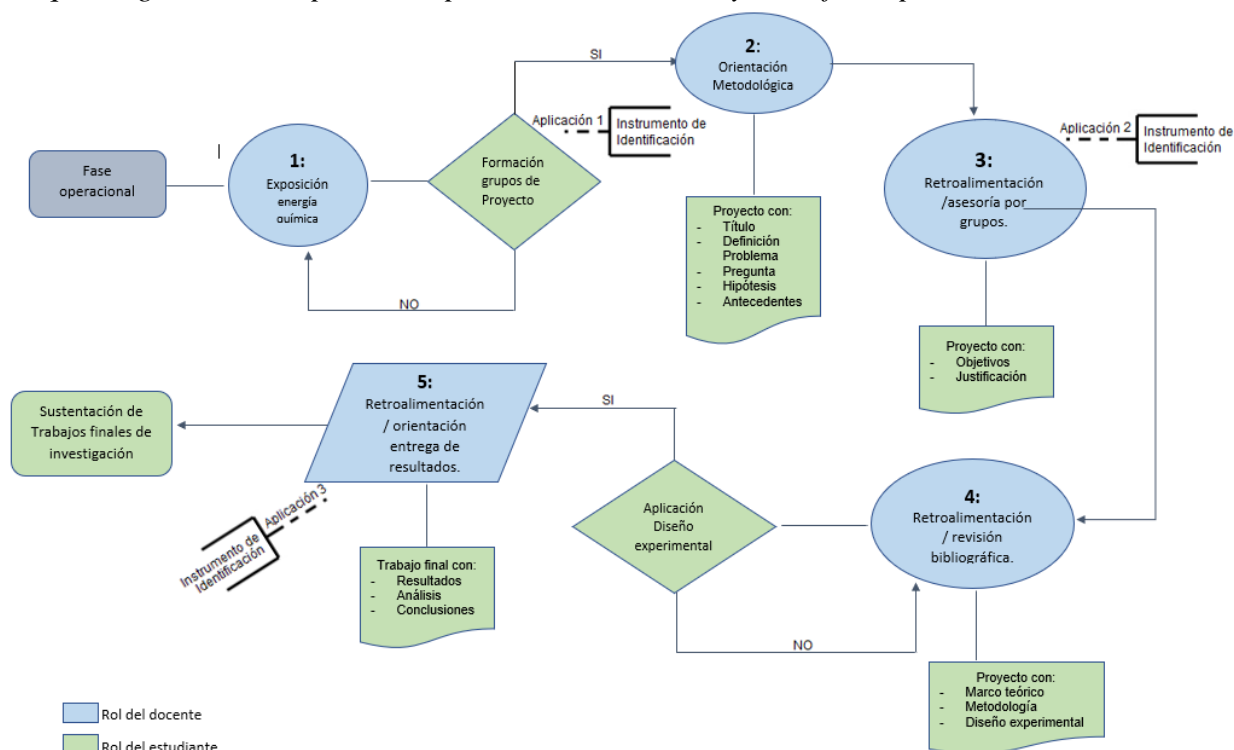 Fase
operacional
1:
Exposición
energía
química
Formación
grupos de
Proyecto
SI
NO
Aplicación 1
Instrumento de
Identificación
2:
Orientación
Metodológica
Proyecto con:
- Título
- Definición
Problema
- Pregunta
- Hipótesis
- Antecedentes
Aplicación 2
Instrumento de
Identificación
3:
Retroalimentación
/asesoría por
grupos.
Proyecto con:
- Objetivos
- Justificación
4:
Retroalimentación
/ revisión
bibliográfica.
Proyecto con:
- Marco teórico
- Metodología
- Diseño experimental
Aplicación
Diseño
experimental
SI
NO
5:
Retroalimentación
/ orientación
entrega de
resultados.
Aplicación 3
Instrumento de
Identificación
Trabajo final con:
- Resultados
- Análisis
- Conclusiones
Sustentación de
Trabajos finales de
investigación
Rol del docente
Rol del estudiante